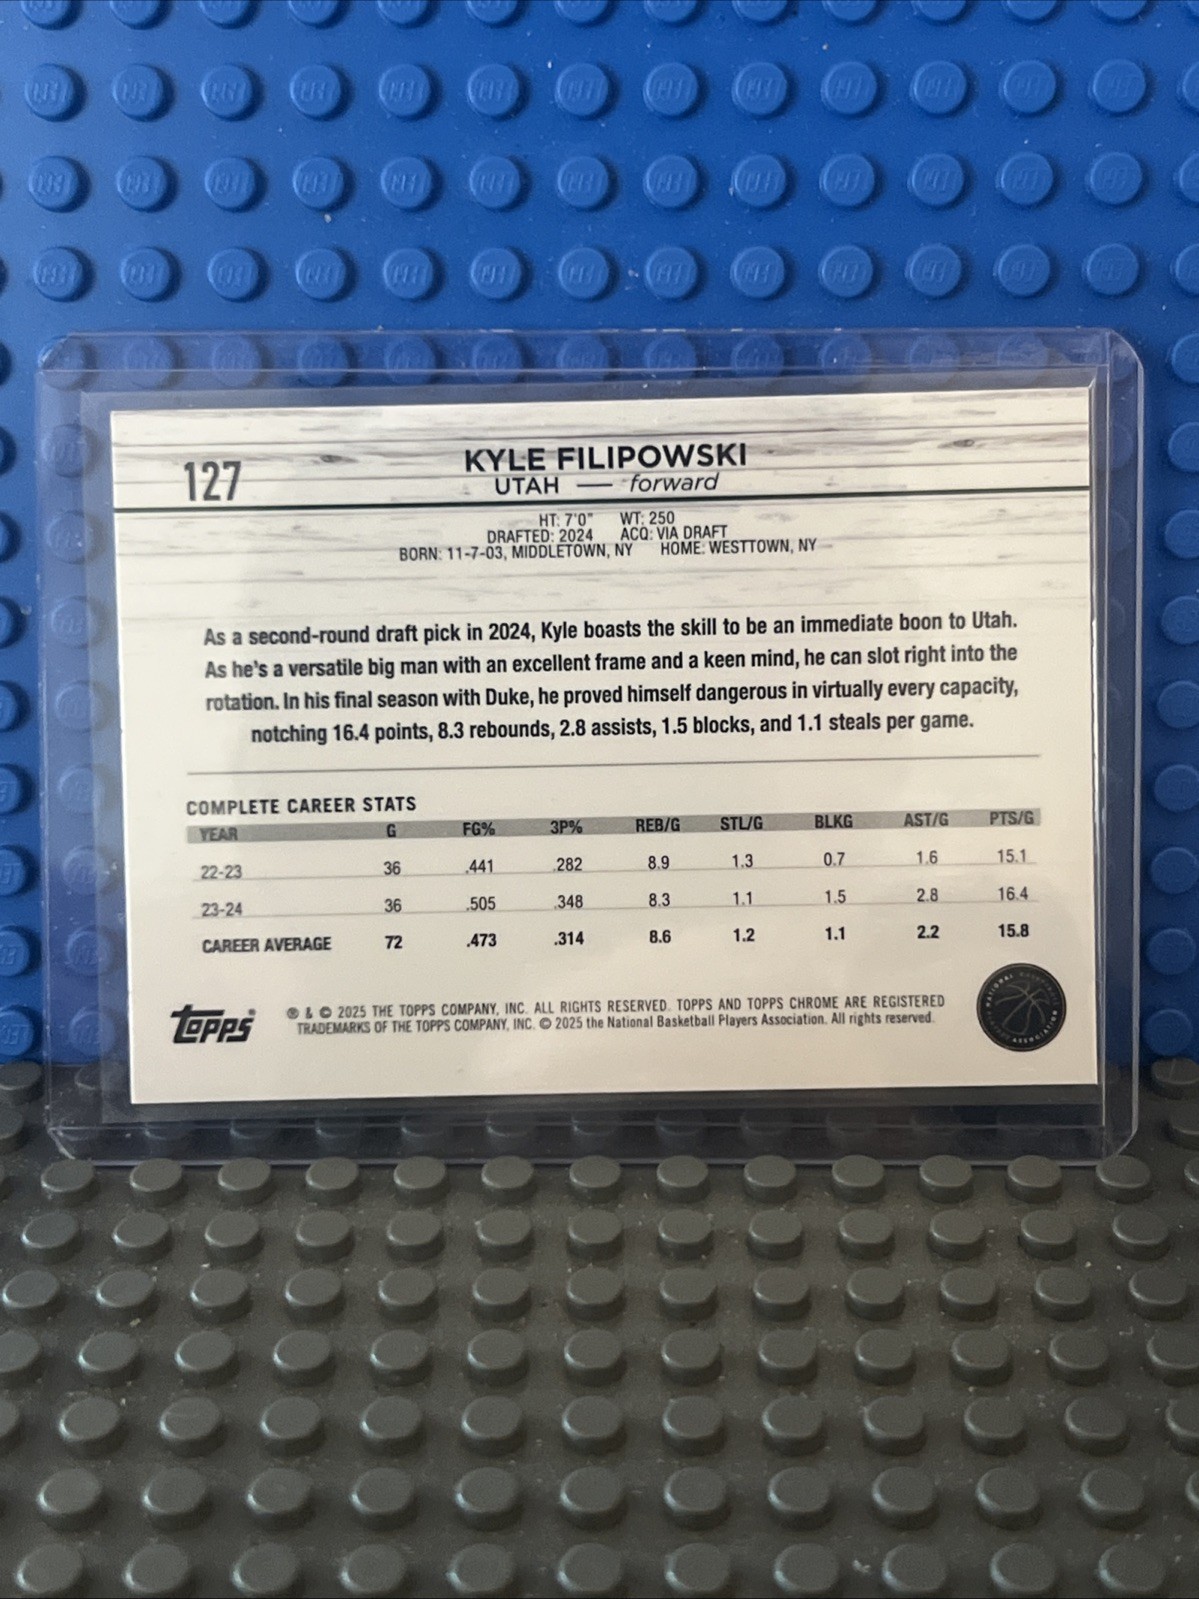 127
KYLE FILIPOWSKI
UTAH — forward
HT: 7'0" WT: 250
DRAFTED: 2024 ACQ: VIA DRAFT
BORN: 11-7-03, MIDDLETOWN, NY HOME: WESTTOWN, NY
As a second-round draft pick in 2024, Kyle boasts the skill to be an immediate boon to Utah.
As he's a versatile big man with an excellent frame and a keen mind, he can slot right into the
rotation. In his final season with Duke, he proved himself dangerous in virtually every capacity,
notching 16.4 points, 8.3 rebounds, 2.8 assists, 1.5 blocks, and 1.1 steals per game.
COMPLETE CAREER STATS
YEAR G FG% 3P% REB/G STL/G BLKG AST/G PTS/G
22-23 36 .441 .282 8.9 1.3 0.7 1.6 15.1
23-24 36 .505 .348 8.3 1.1 1.5 2.8 16.4
CAREER AVERAGE 72 .473 .314 8.6 1.2 1.1 2.2 15.8
topps®
® & © 2025 THE TOPPS COMPANY, INC. ALL RIGHTS RESERVED. TOPPS AND TOPPS CHROME ARE REGISTERED
TRADEMARKS OF THE TOPPS COMPANY, INC. © 2025 the National Basketball Players Association. All rights reserved.